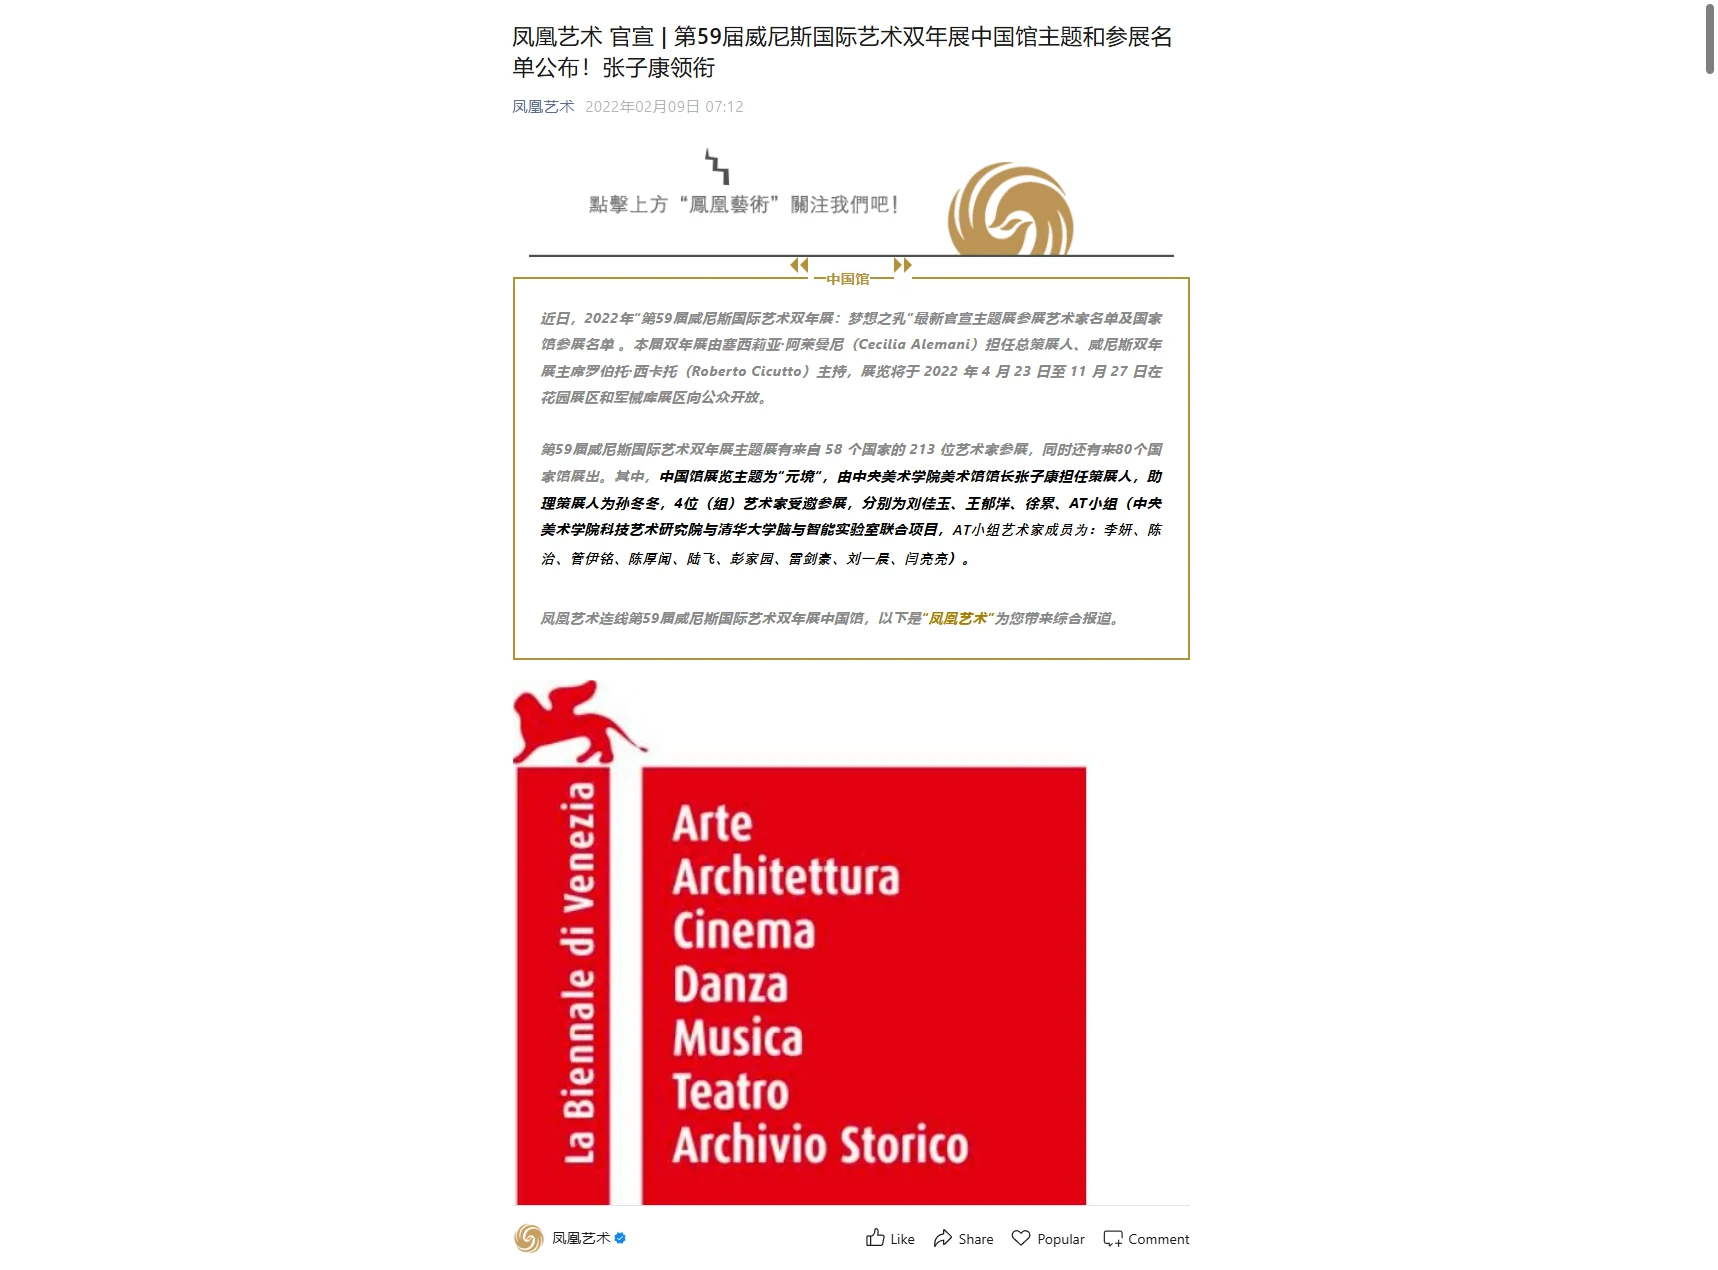 凤凰艺术 官宣 | 第59届威尼斯国际艺术双年展中国馆主题和参展名
单公布！张子康领衔
凤凰艺术 2022年02月09日 07:12
點擊上方“鳳凰藝術”關注我們吧！
中国馆
近日，2022年“第59届威尼斯国际艺术双年展：梦想之乳”最新官宣主题展参展艺术家名单及国家
馆参展名单 。本届双年展由塞西莉亚·阿莱曼尼（Cecilia Alemani）担任总策展人、威尼斯双年
展主席罗伯托·西卡托（Roberto Cicutto）主持，展览将于 2022 年 4 月 23 日至 11 月 27 日在
花园展区和军械库展区向公众开放。
第59届威尼斯国际艺术双年展主题展有来自 58 个国家的 213 位艺术家参展，同时还有来80个国
家馆展出。其中，中国馆展览主题为“元境”，由中央美术学院美术馆馆长张子康担任策展人，助
理策展人为孙冬冬，4位（组）艺术家受邀参展，分别为刘佳玉、王郁洋、徐累、AT小组（中央
美术学院科技艺术研究院与清华大学脑与智能实验室联合项目，AT小组艺术家成员为：李妍、陈
治、菅伊铭、陈厚闻、陆飞、彭家园、雷剑豪、刘一晨、闫亮亮）。
凤凰艺术连线第59届威尼斯国际艺术双年展中国馆，以下是“凤凰艺术”为您带来综合报道。
La Biennale di Venezia
Arte
Architettura
Cinema
Danza
Musica
Teatro
Archivio Storico
凤凰艺术 Like Share Popular Comment